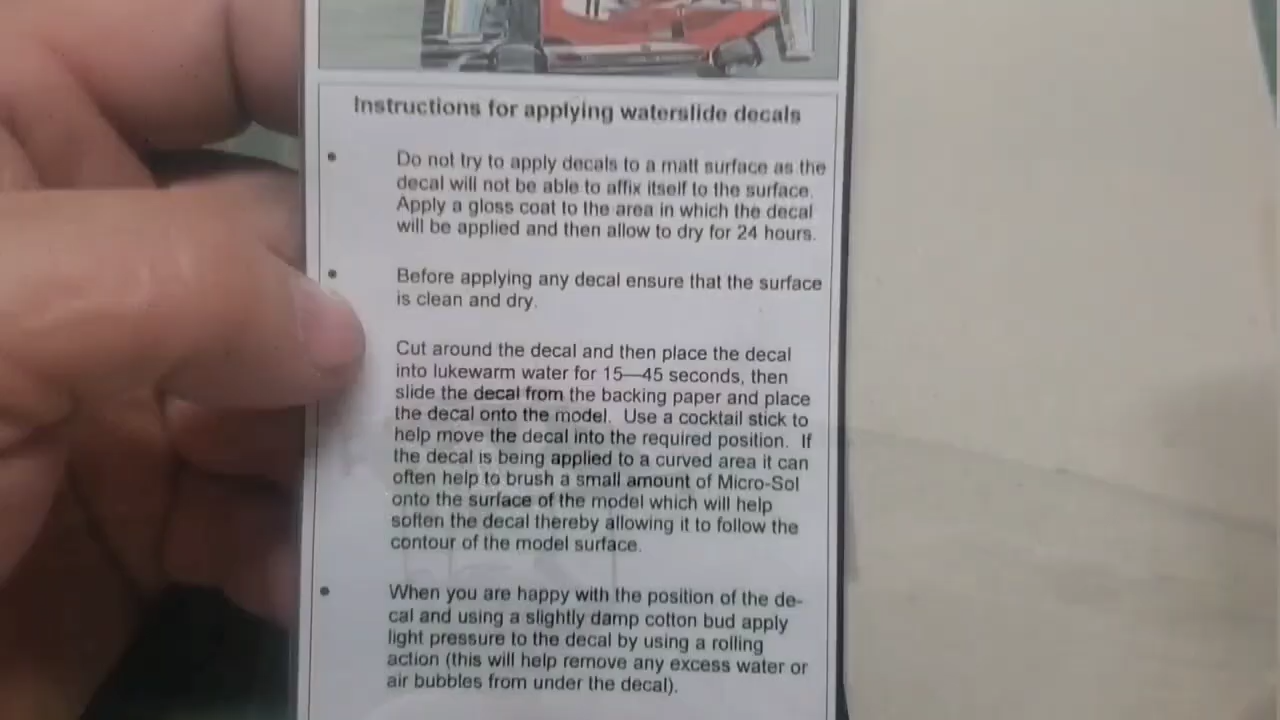 Instructions for applying waterslide decals
• Do not try to apply decals to a matt surface as the
decal will not be able to affix itself to the surface.
Apply a gloss coat to the area in which the decal
will be applied and then allow to dry for 24 hours.
• Before applying any decal ensure that the surface
is clean and dry.
Cut around the decal and then place the decal
into lukewarm water for 15—45 seconds, then
slide the decal from the backing paper and place
the decal onto the model. Use a cocktail stick to
help move the decal into the required position. If
the decal is being applied to a curved area it can
often help to brush a small amount of Micro-Sol
onto the surface of the model which will help
soften the decal thereby allowing it to follow the
contour of the model surface.
• When you are happy with the position of the de-
cal and using a slightly damp cotton bud apply
light pressure to the decal by using a rolling
action (this will help remove any excess water or
air bubbles from under the decal).